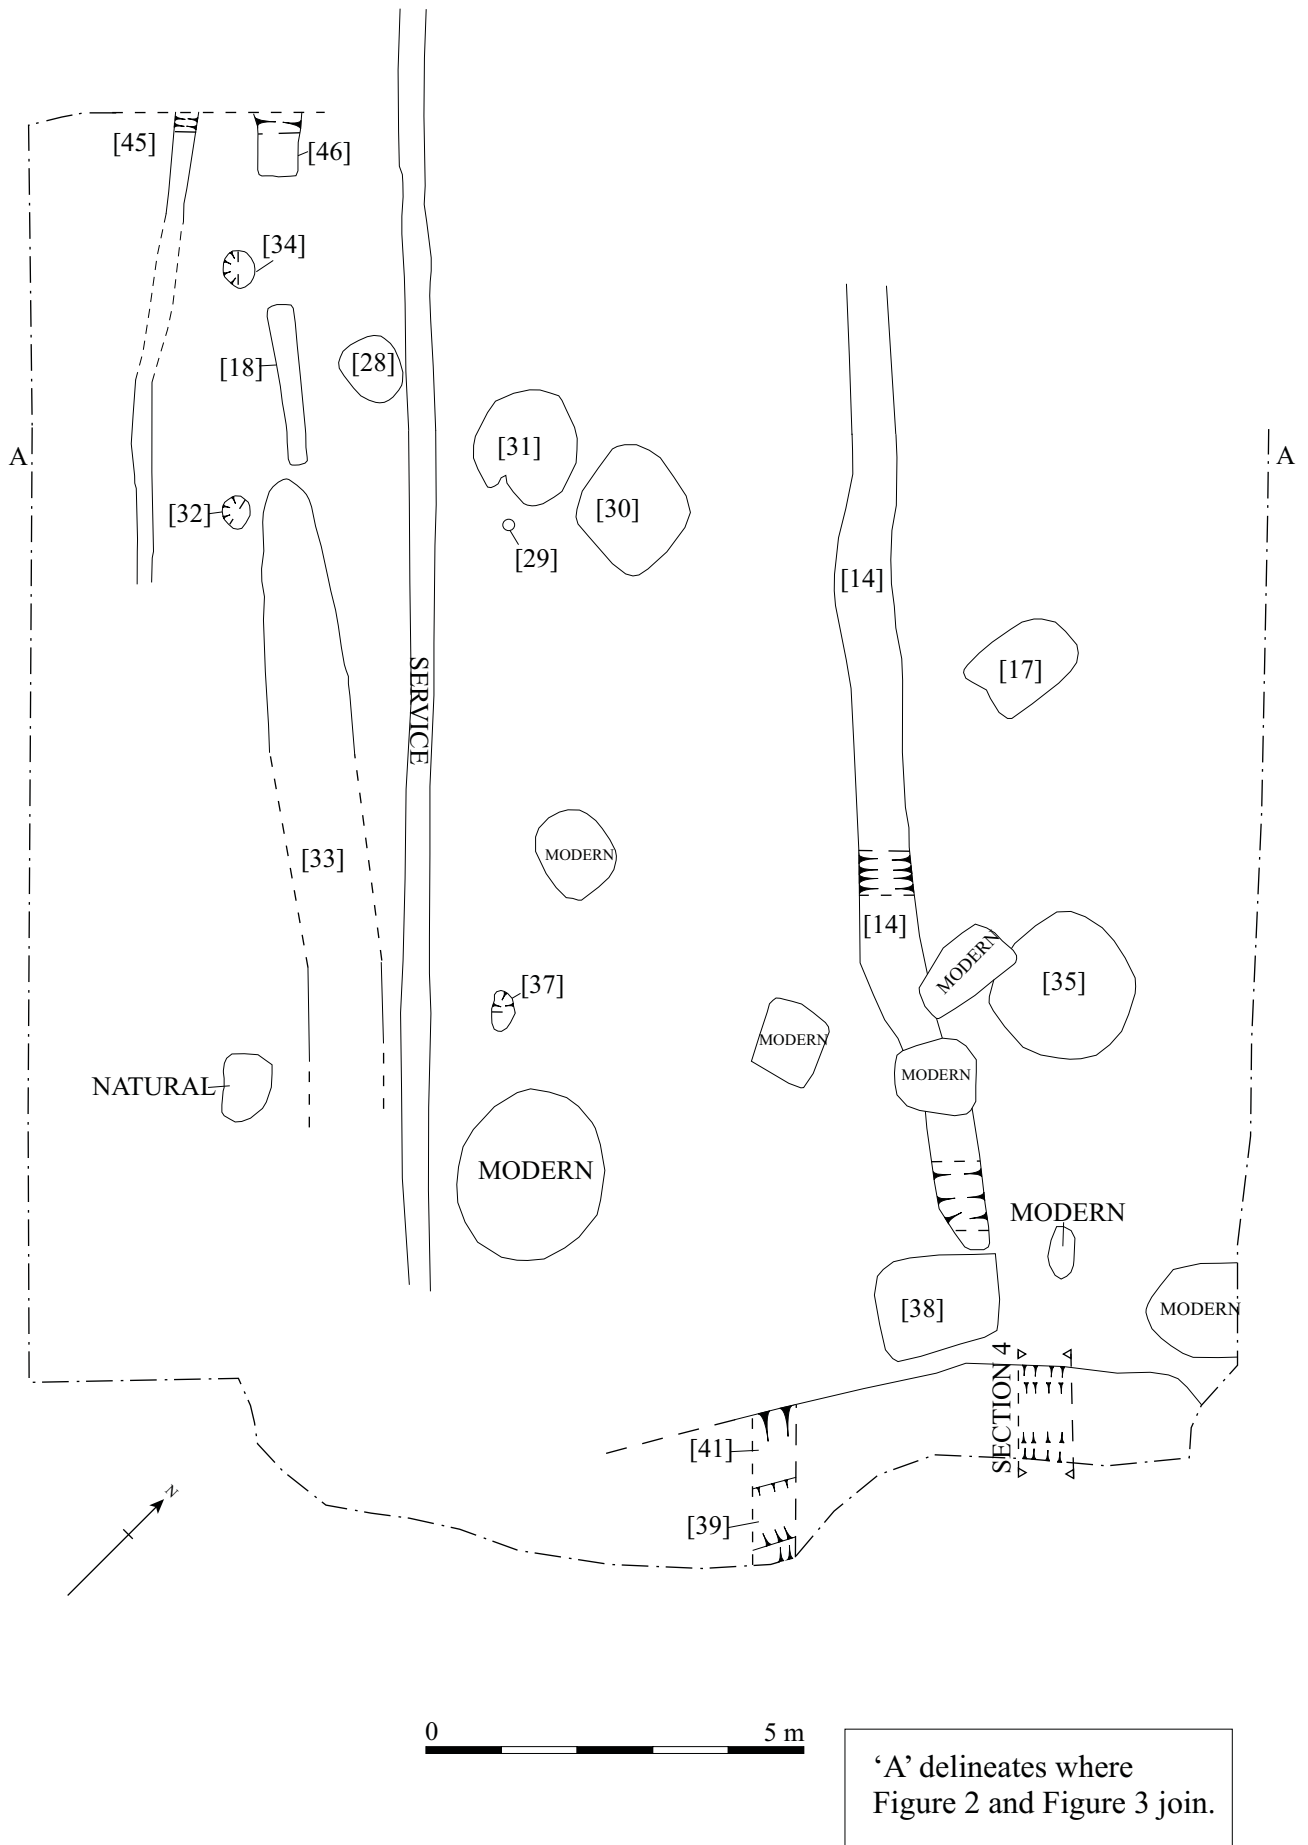 [45]
[46]
[34]
[18]
[28]
[31]
A
A
[30]
[32]
[29]
[14]
SERVICE
[17]
MODERN
[33]
[14]
MODERN
[35]
[37]
MODERN
MODERN
NATURAL
MODERN
MODERN
[38]
MODERN
SECTION 4
[41]
[39]
N
0 5 m
‘A’ delineates where
Figure 2 and Figure 3 join.